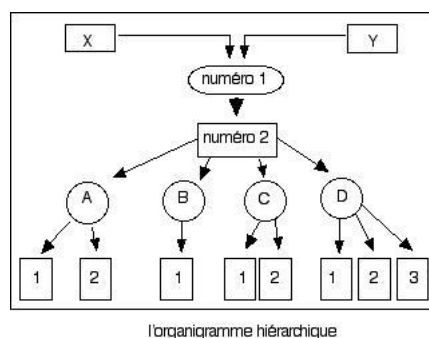 X Y
numéro 1
numéro 2
A B C D
1 2 1 1 2 1 2 3
l'organigramme hiérarchique